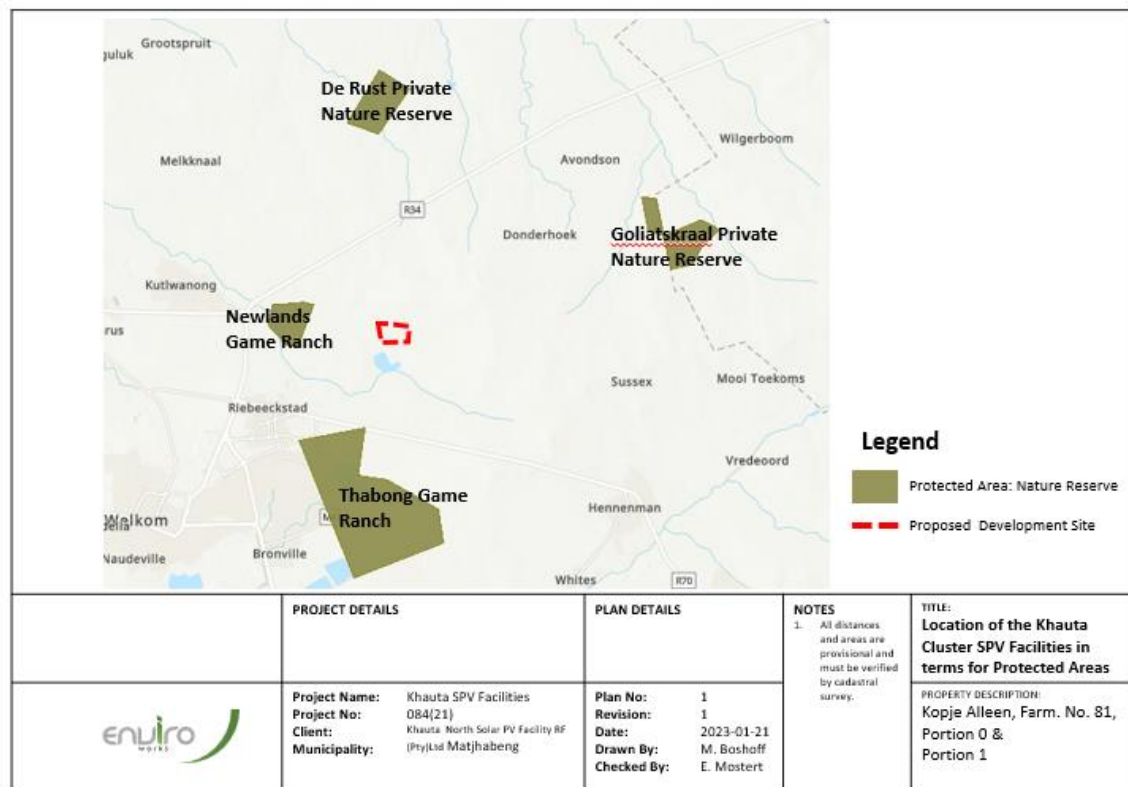 Grootspruit
guluk
De Rust Private
Nature Reserve
Wilgerboom
Melkknaal
Avondson
R34
Donderhoek
Goliatskraal Private
Nature Reserve
Kutlwanong
Newlands
Game Ranch
rus
Sussex
Mooi Toekoms
Riebeeckstad
Legend
Vredeoord
Protected Area: Nature Reserve
Thabong Game
Ranch
M
Hennenman
Welkom
Proposed Development Site
Bronville
Naudeville
Whites
R70
PROJECT DETAILS
PLAN DETAILS
NOTES
1. All distances
and areas are
provisional and
must be verified
by cadastral
survey.
TITLE:
Location of the Khauta
Cluster SPV Facilities in
terms for Protected Areas
enviro
works
Project Name: Khauta SPV Facilities
Project No: 084(21)
Client: Khauta North Solar PV Facility RF
(Pty)Ltd
Municipality: Matjhabeng
Plan No: 1
Revision: 1
Date: 2023-01-21
Drawn By: M. Boshoff
Checked By: E. Mostert
PROPERTY DESCRIPTION:
Kopje Alleen, Farm. No. 81,
Portion 0 &
Portion 1